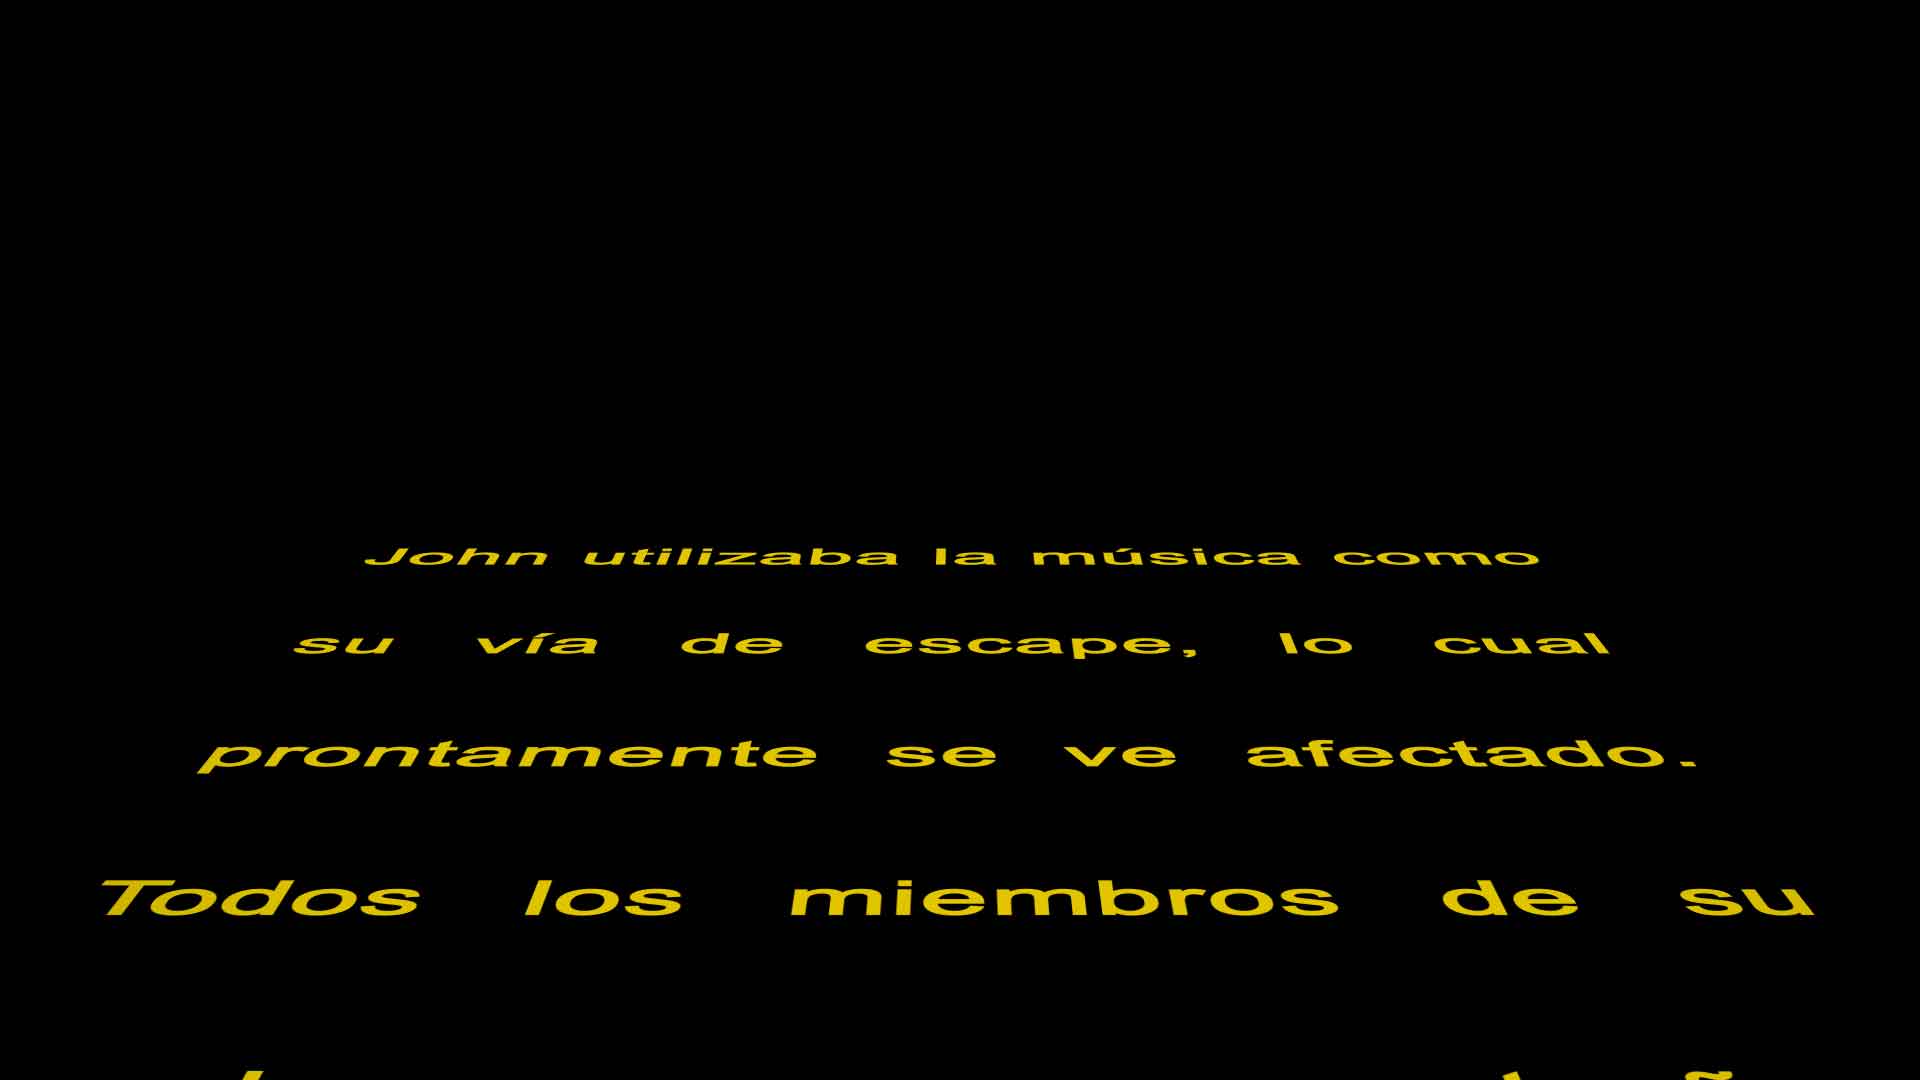 John utilizaba la música como
su vía de escape, lo cual
prontamente se ve afectado.
Todos los miembros de su